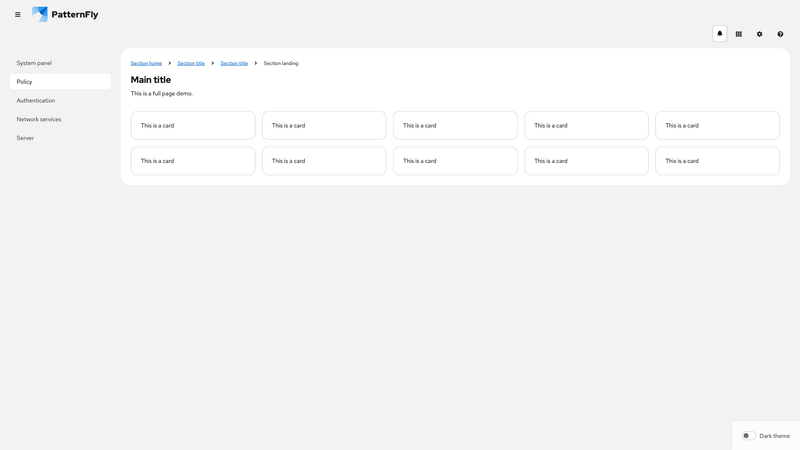 PatternFly
System panel
Policy
Authentication
Network services
Server
Section home Section title Section title Section landing
Main title
This is a full page demo.
This is a card This is a card This is a card This is a card This is a card
This is a card This is a card This is a card This is a card This is a card
Dark theme